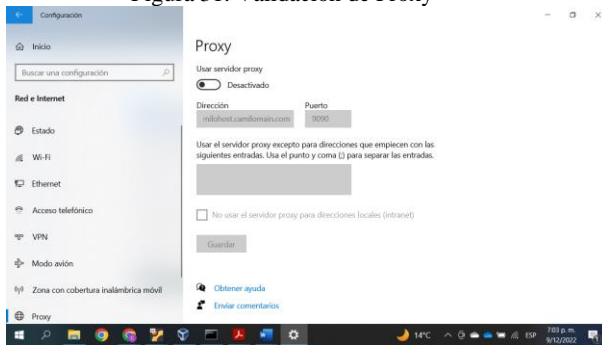 Figura 31. Validación de Proxy
Configuración
Inicio
Buscar una configuración
Red e Internet
Estado
Wi-Fi
Ethernet
Acceso telefónico
VPN
Modo avión
Zona con cobertura inalámbrica móvil
Proxy
Proxy
Usar servidor proxy
Desactivado
Dirección Puerto
milohost.camilomain.com 9090
Usar el servidor proxy excepto para direcciones que empiecen con las
siguientes entradas. Usa el punto y coma (;) para separar las entradas.
No usar el servidor proxy para direcciones locales (intranet)
Guardar
Obtener ayuda
Enviar comentarios
14°C ESP 7:03 p. m.
9/12/2022